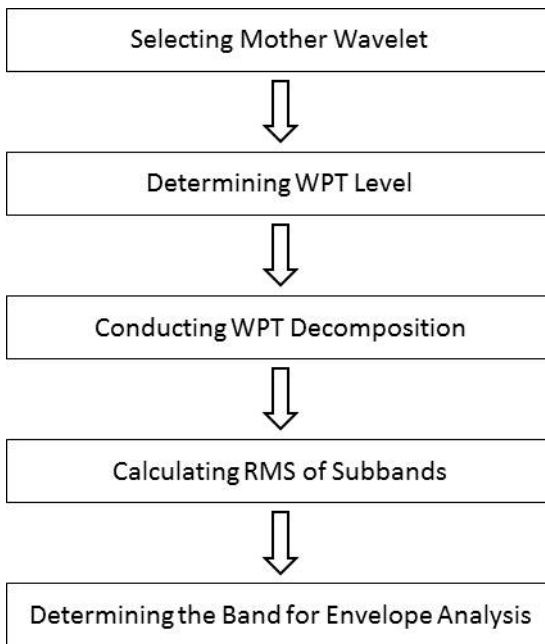 Selecting Mother Wavelet
Determining WPT Level
Conducting WPT Decomposition
Calculating RMS of Subbands
Determining the Band for Envelope Analysis